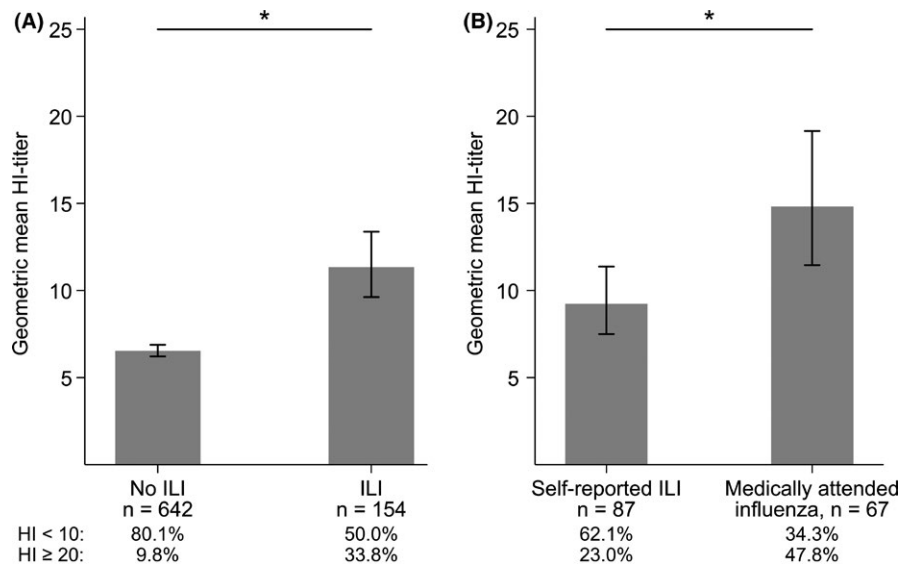 (A)
*
Geometric mean HI-titer
25
20
15
10
5
No ILI
n = 642
ILI
n = 154
HI < 10: 80.1% 50.0%
HI ≥ 20: 9.8% 33.8%
(B)
*
Geometric mean HI-titer
25
20
15
10
5
Self-reported ILI
n = 87
Medically attended
influenza, n = 67
62.1% 34.3%
23.0% 47.8%